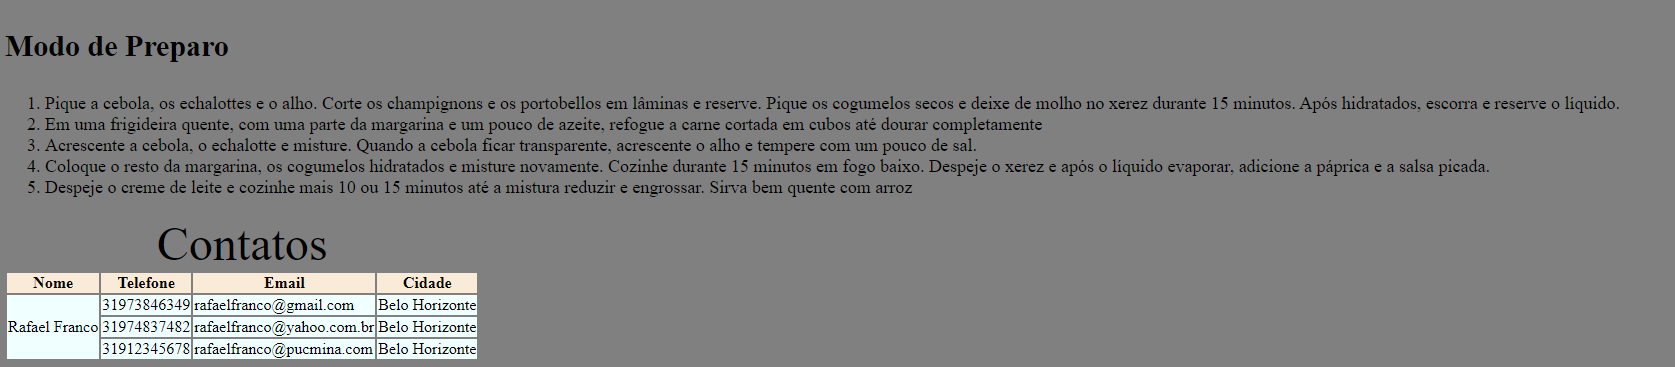 Modo de Preparo
1. Pique a cebola, os echalottes e o alho. Corte os champignons e os portobellos em lâminas e reserve. Pique os cogumelos secos e deixe de molho no xerez durante 15 minutos. Após hidratados, escorra e reserve o líquido.
2. Em uma frigideira quente, com uma parte da margarina e um pouco de azeite, refogue a carne cortada em cubos até dourar completamente
3. Acrescente a cebola, o echalotte e misture. Quando a cebola ficar transparente, acrescente o alho e tempere com um pouco de sal.
4. Coloque o resto da margarina, os cogumelos hidratados e misture novamente. Cozinhe durante 15 minutos em fogo baixo. Despeje o xerez e após o líquido evaporar, adicione a páprica e a salsa picada.
5. Despeje o creme de leite e cozinhe mais 10 ou 15 minutos até a mistura reduzir e engrossar. Sirva bem quente com arroz
Contatos
Nome Telefone Email Cidade
31973846349 rafaelfranco@gmail.com Belo Horizonte
Rafael Franco 31974837482 rafaelfranco@yahoo.com.br Belo Horizonte
31912345678 rafaelfranco@pucmina.com Belo Horizonte